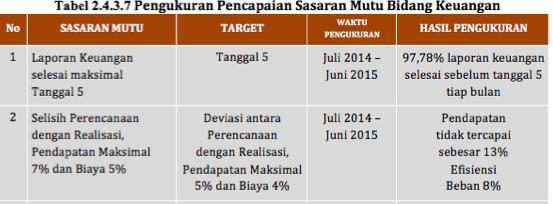 Tabel 2.4.3.7 Pengukuran Pencapaian Sasaran Mutu Bidang Keuangan
No
SASARAN MUTU
TARGET
WAKTU
PENGUKURAN
HASIL PENGUKURAN
1
Laporan Keuangan
selesai maksimal
Tanggal 5
Tanggal 5
Juli 2014 –
Juni 2015
97,78% laporan keuangan
selesai sebelum tanggal 5
tiap bulan
2
Selisih Perencanaan
dengan Realisasi,
Pendapatan Maksimal
7% dan Biaya 5%
Deviasi antara
Perencanaan
dengan Realisasi,
Pendapatan Maksimal
5% dan Biaya 4%
Juli 2014 –
Juni 2015
Pendapatan
tidak tercapai
sebesar 13%
Efisiensi
Beban 8%